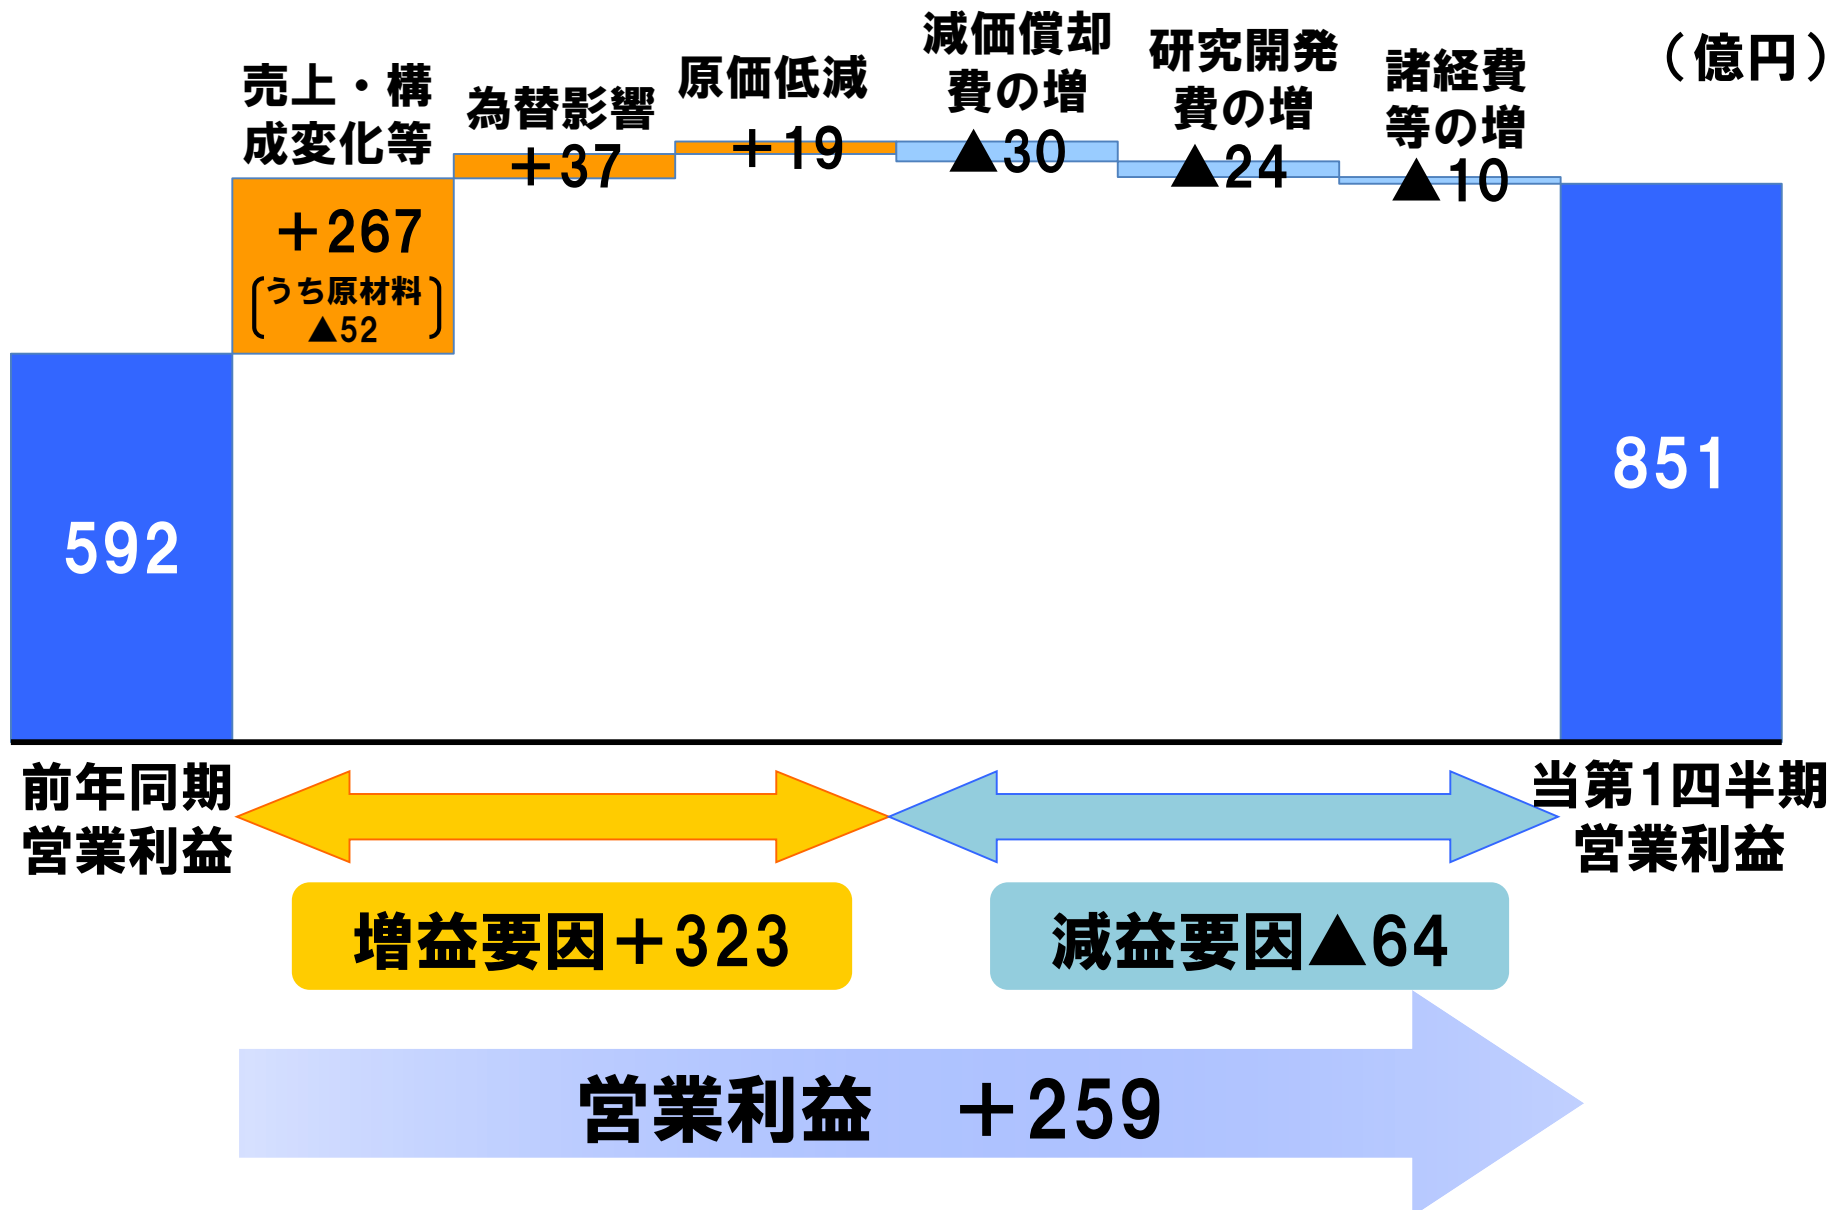 （億円）
売上・構
成変化等
＋267
うち原材料
▲52
為替影響
＋37
原価低減
＋19
減価償却
費の増
▲30
研究開発
費の増
▲24
諸経費
等の増
▲10
592
851
前年同期
営業利益
当第1四半期
営業利益
増益要因＋323
減益要因▲64
営業利益　＋259